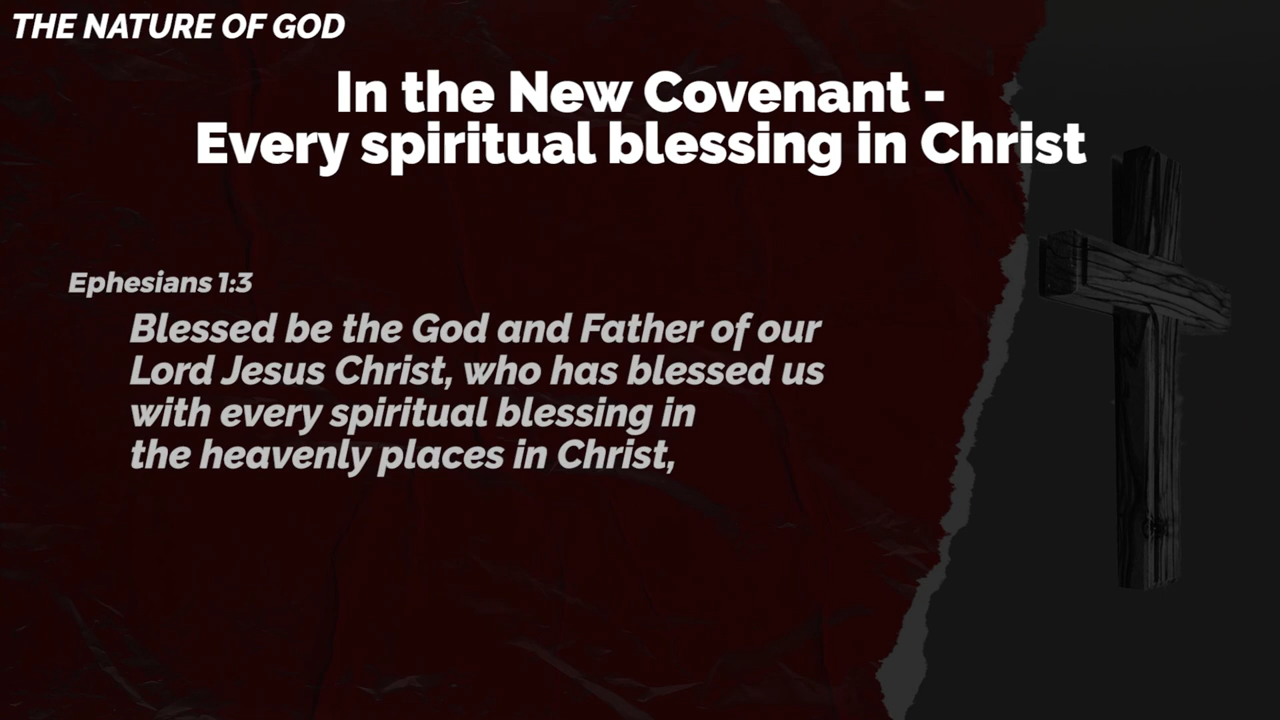 THE NATURE OF GOD
In the New Covenant -
Every spiritual blessing in Christ
Ephesians 1:3
Blessed be the God and Father of our
Lord Jesus Christ, who has blessed us
with every spiritual blessing in
the heavenly places in Christ,